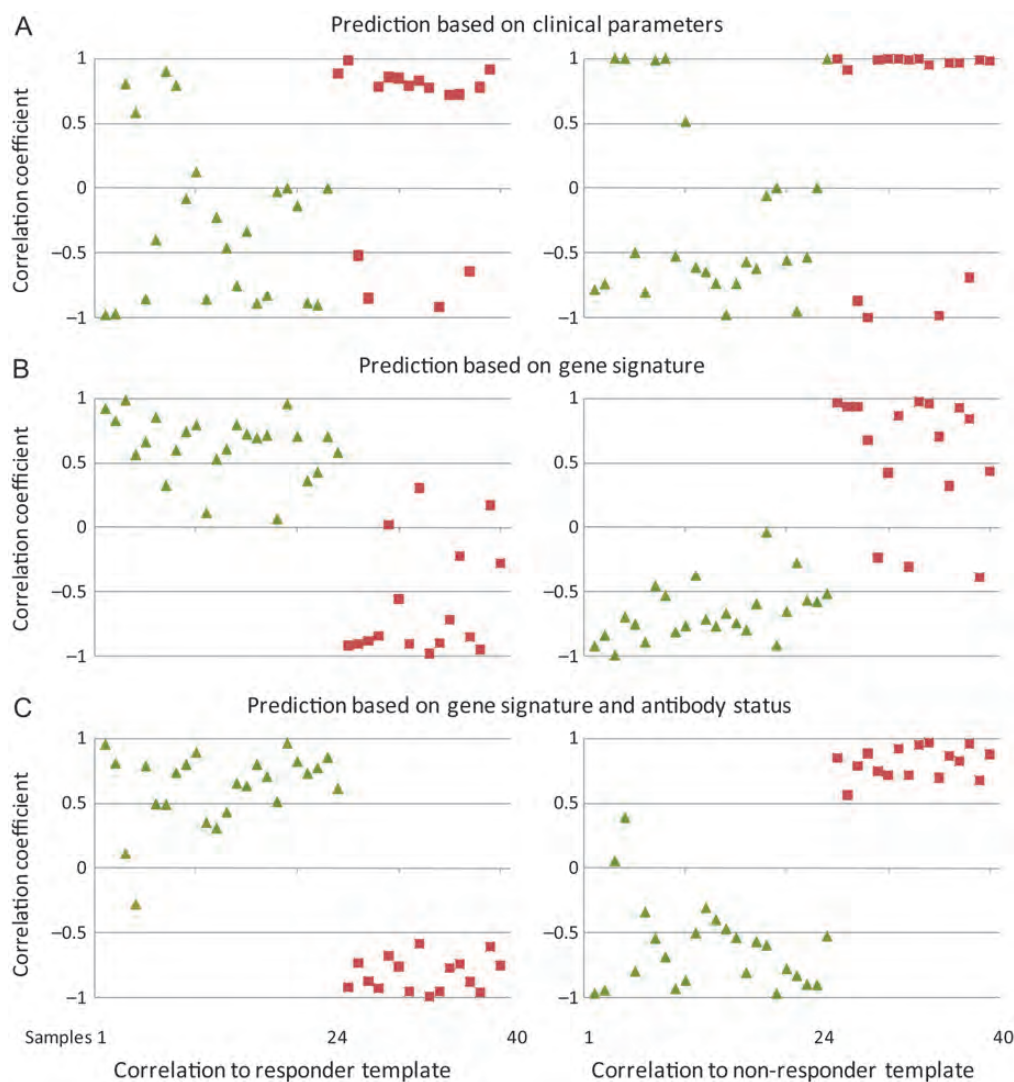 A
Prediction based on clinical parameters
Correlation coefficient
1
0.5
0
−0.5
−1
1
0.5
0
−0.5
−1
B
Prediction based on gene signature
Correlation coefficient
1
0.5
0
−0.5
−1
1
0.5
0
−0.5
−1
C
Prediction based on gene signature and antibody status
Correlation coefficient
1
0.5
0
−0.5
−1
1
0.5
0
−0.5
−1
Samples 1 24 40
1 24 40
Correlation to responder template
Correlation to non-responder template